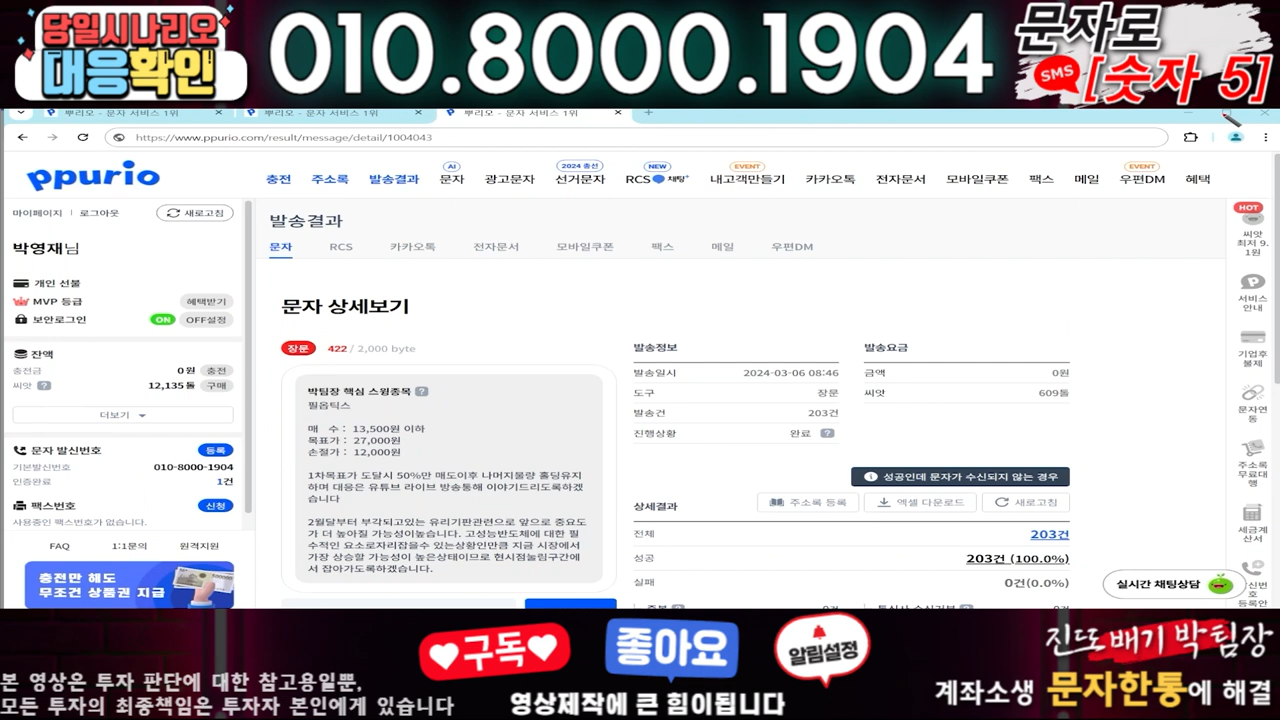 당일시나리오
대응확인
010.8000.1904
문자로
SMS
[숫자 5]
뿌리오 - 문자 서비스 1위
뿌리오 - 문자 서비스 1위
뿌리오 - 문자 서비스 1위
https://www.ppurio.com/result/message/detail/1004043
ppurio
AI
2024 총선
NEW
EVENT
EVENT
충전 주소록 발송결과 문자 광고문자 선거문자 RCS 채팅+ 내고객만들기 카카오톡 전자문서 모바일쿠폰 팩스 메일 우편DM 혜택
마이페이지 | 로그아웃
새로고침
박영재님
개인 선불
MVP 등급 혜택받기
보안로그인 ON OFF설정
잔액
충전금 0원 충전
씨앗 ? 12,135톨 구매
더보기
문자 발신번호 등록
기본발신번호 010-8000-1904
인증완료 1건
팩스번호 신청
사용중인 팩스번호가 없습니다.
FAQ 1:1문의 원격지원
충전만 해도
무조건 상품권 지급
발송결과
문자 RCS 카카오톡 전자문서 모바일쿠폰 팩스 메일 우편DM
문자 상세보기
장문 422 / 2,000 byte
박팀장 핵심 스윙종목 ?
필옵틱스
매 수 : 13,500원 이하
목표가 : 27,000원
손절가 : 12,000원
1차목표가 도달시 50%만 매도이후 나머지물량 홀딩유지
하며 대응은 유튜브 라이브 방송통해 이야기드리도록하겠
습니다
2월달부터 부각되고있는 유리기판관련으로 앞으로 중요도
가 더 높아질 가능성이높습니다. 고성능반도체에 대한 필
수적인 요소로자리잡을수 있는상황인만큼 지금 시장에서
가장 상승할 가능성이 높은상태이므로 현시점눌림구간에
서 잡아가도록하겠습니다.
발송정보
발송일시 2024-03-06 08:46
도구 장문
발송건 203건
진행상황 완료 ?
발송요금
금액 0원
씨앗 609톨
성공인데 문자가 수신되지 않는 경우
상세결과
주소록 등록 엑셀 다운로드 새로고침
전체 203건
성공 203건 (100.0%)
실패 0건(0.0%)
HOT
씨앗
최저 9.
1원
서비스
안내
기업후
불제
문자연
동
주소록
무료대
행
세금계
산서
발신번호
등록안
실시간 채팅상담
본 영상은 투자 판단에 대한 참고용일뿐,
모든 투자의 최종책임은 투자자 본인에게 있습니다
구독
좋아요
알림설정
영상제작에 큰 힘이됩니다
진또배기 박팀장
계좌소생 문자한통에 해결